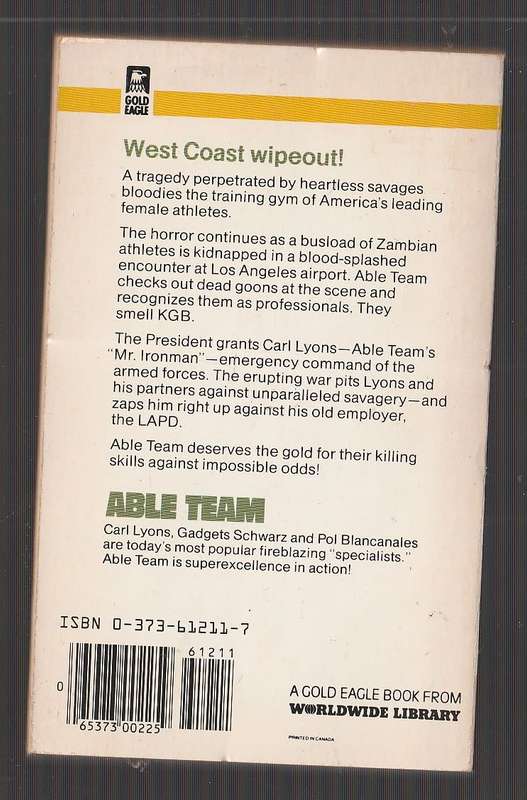 GOLD
EAGLE
West Coast wipeout!
A tragedy perpetrated by heartless savages
bloodies the training gym of America's leading
female athletes.
The horror continues as a busload of Zambian
athletes is kidnapped in a blood-splashed
encounter at Los Angeles airport. Able Team
checks out dead goons at the scene and
recognizes them as professionals. They
smell KGB.
The President grants Carl Lyons—Able Team's
"Mr. Ironman"—emergency command of the
armed forces. The erupting war pits Lyons and
his partners against unparalleled savagery—and
zaps him right up against his old employer,
the LAPD.
Able Team deserves the gold for their killing
skills against impossible odds!
ABLE TEAM
Carl Lyons, Gadgets Schwarz and Pol Blancanales
are today's most popular fireblazing "specialists."
Able Team is superexcellence in action!
ISBN 0-373-61211-7
61211
0
65373 00225
A GOLD EAGLE BOOK FROM
WORLDWIDE LIBRARY
PRINTED IN CANADA